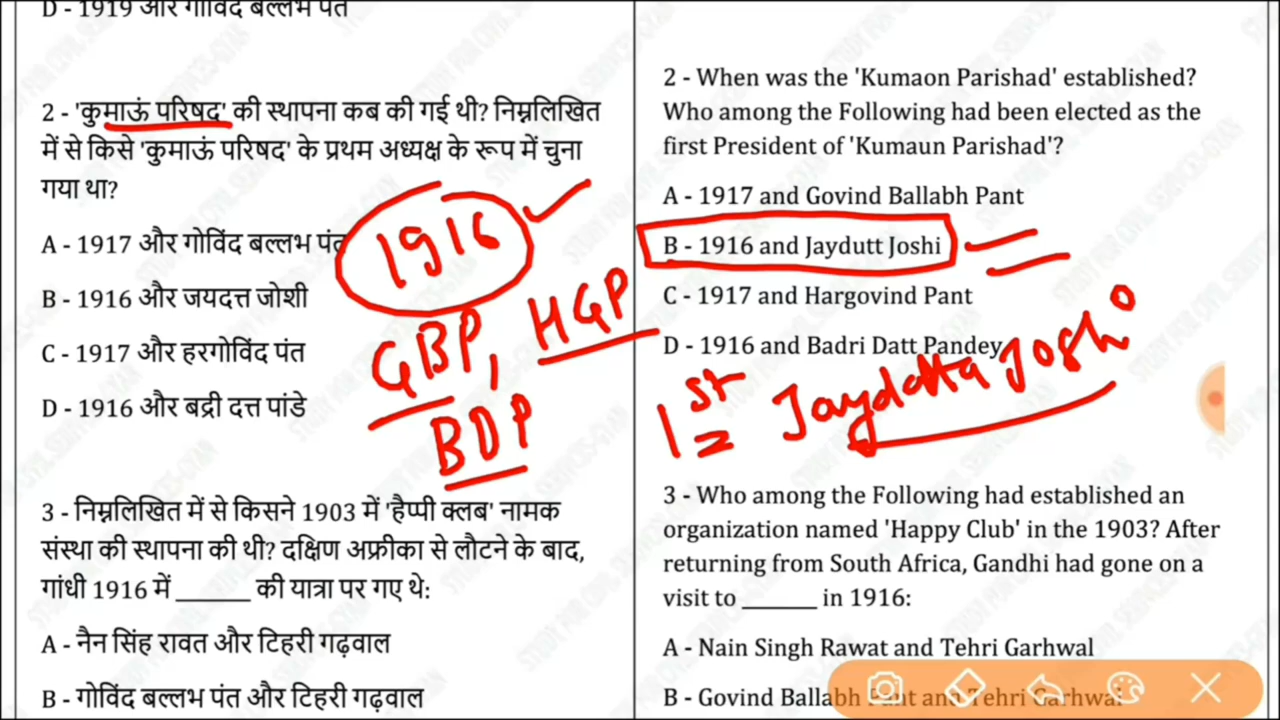 D - 1919 और गोविंद बल्लभ पंत
2 - 'कुमाऊं परिषद' की स्थापना कब की गई थी? निम्नलिखित
में से किसे 'कुमाऊं परिषद' के प्रथम अध्यक्ष के रूप में चुना
गया था?
A - 1917 और गोविंद बल्लभ पंत
B - 1916 और जयदत्त जोशी
C - 1917 और हरगोविंद पंत
D - 1916 और बद्री दत्त पांडे
1916
GBP, HGP
BDP
3 - निम्नलिखित में से किसने 1903 में 'हैप्पी क्लब' नामक
संस्था की स्थापना की थी? दक्षिण अफ्रीका से लौटने के बाद,
गांधी 1916 में ______ की यात्रा पर गए थे:
A - नैन सिंह रावत और टिहरी गढ़वाल
B - गोविंद बल्लभ पंत और टिहरी गढ़वाल
2 - When was the 'Kumaon Parishad' established?
Who among the Following had been elected as the
first President of 'Kumaun Parishad'?
A - 1917 and Govind Ballabh Pant
B - 1916 and Jaydutt Joshi
C - 1917 and Hargovind Pant
D - 1916 and Badri Datt Pandey
1st Jaydatta Joshi
3 - Who among the Following had established an
organization named 'Happy Club' in the 1903? After
returning from South Africa, Gandhi had gone on a
visit to ______ in 1916:
A - Nain Singh Rawat and Tehri Garhwal
B - Govind Ballabh Pant and Tehri Garhwal